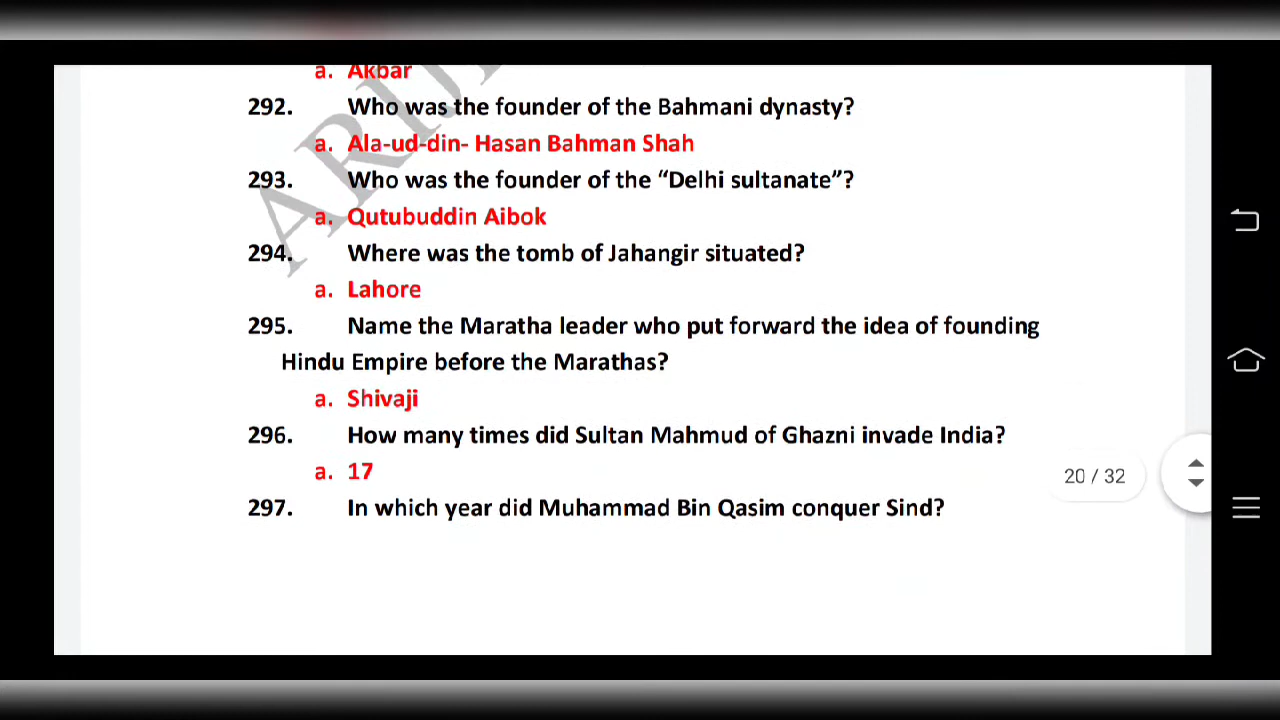 a. Akbar
292. Who was the founder of the Bahmani dynasty?
a. Ala-ud-din- Hasan Bahman Shah
293. Who was the founder of the “Delhi sultanate”?
a. Qutubuddin Aibok
294. Where was the tomb of Jahangir situated?
a. Lahore
295. Name the Maratha leader who put forward the idea of founding
Hindu Empire before the Marathas?
a. Shivaji
296. How many times did Sultan Mahmud of Ghazni invade India?
a. 17
20 / 32
297. In which year did Muhammad Bin Qasim conquer Sind?